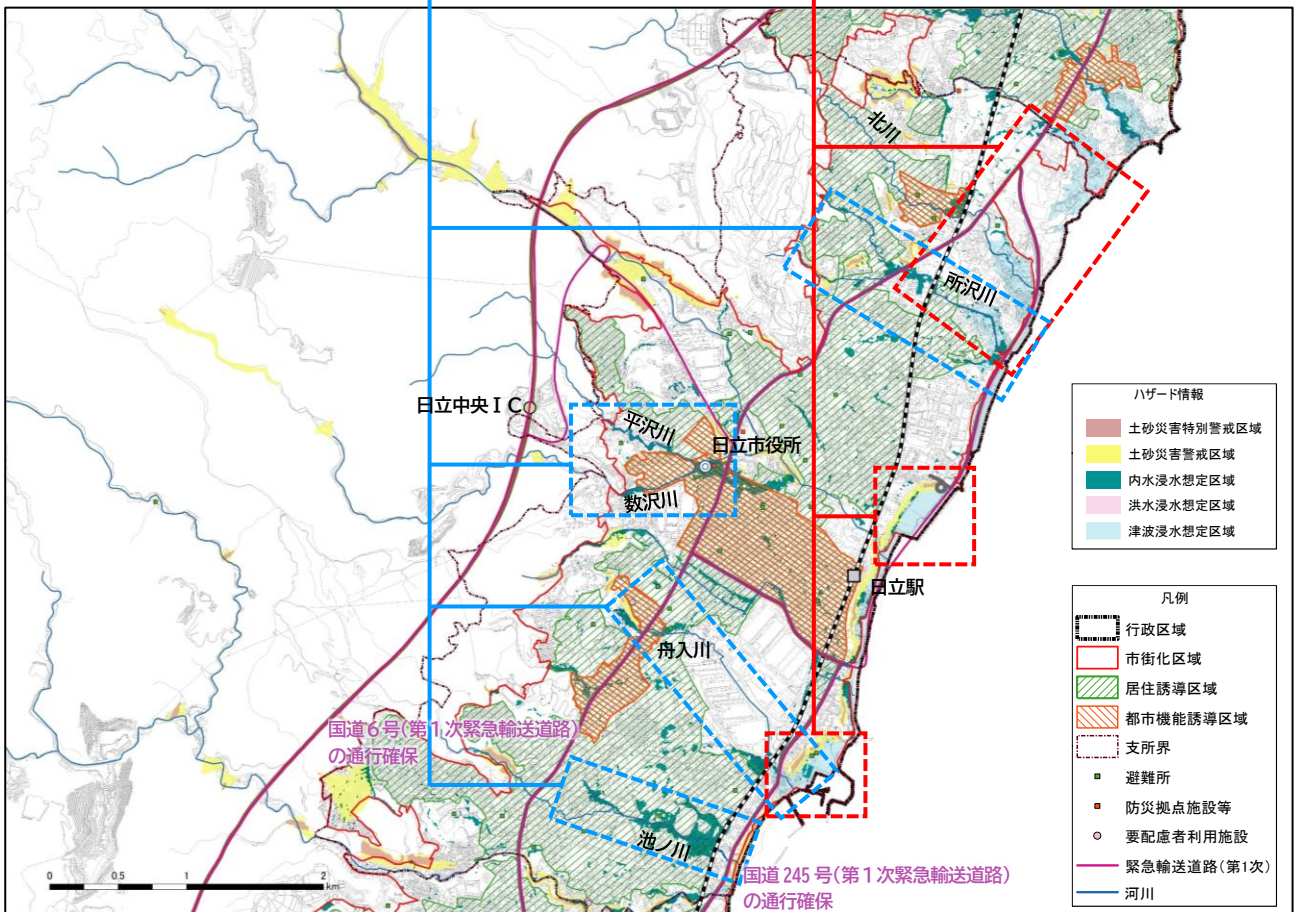 北川
所沢川
日立中央ＩＣ
平沢川
日立市役所
数沢川
日立駅
舟入川
国道６号(第１次緊急輸送道路)
の通行確保
池ノ川
国道 245 号(第１次緊急輸送道路)
の通行確保
0 0.5 1 2
km
ハザード情報
土砂災害特別警戒区域
土砂災害警戒区域
内水浸水想定区域
洪水浸水想定区域
津波浸水想定区域
凡例
行政区域
市街化区域
居住誘導区域
都市機能誘導区域
支所界
避難所
防災拠点施設等
要配慮者利用施設
緊急輸送道路(第1次)
河川